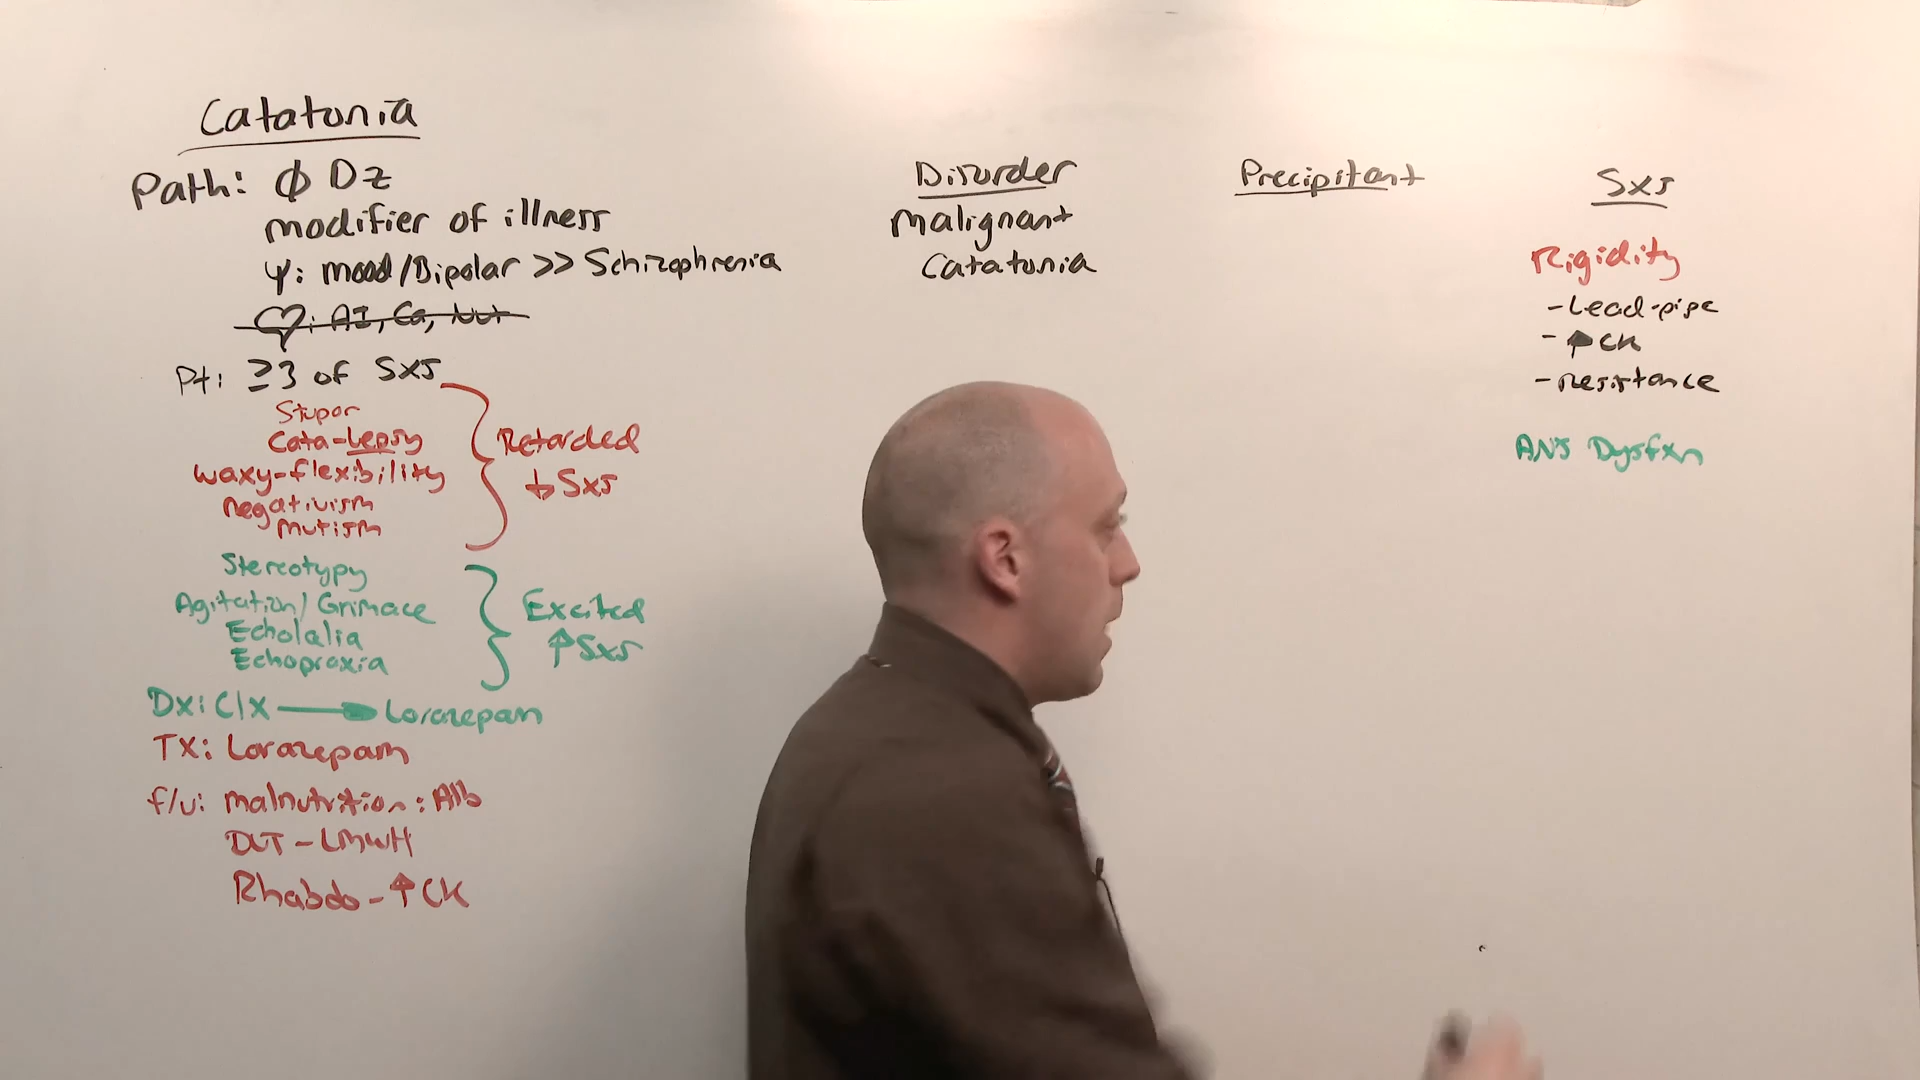 Catatonia
Path: ϕ Dz
modifier of illness
Ψ: mood/Bipolar >> Schizophrenia
♡: AI, Ca, Nut
Pt: ≥3 of Sxs
Stupor
Cata-lepsy
waxy-flexibility
negativism
mutism
Retarded
↓ Sxs
Stereotypy
Agitation/Grimace
Echolalia
Echopraxia
Excited
↑ Sxs
Dx: Clx → Lorazepam
Tx: Lorazepam
f/u: malnutrition: Alb
DVT - LMWH
Rhabdo - ↑ CK
Disorder
Malignant
Catatonia
Precipitant
Sxs
Rigidity
- Lead-pipe
- ↑ CK
- Resistance
ANS Dysfxn